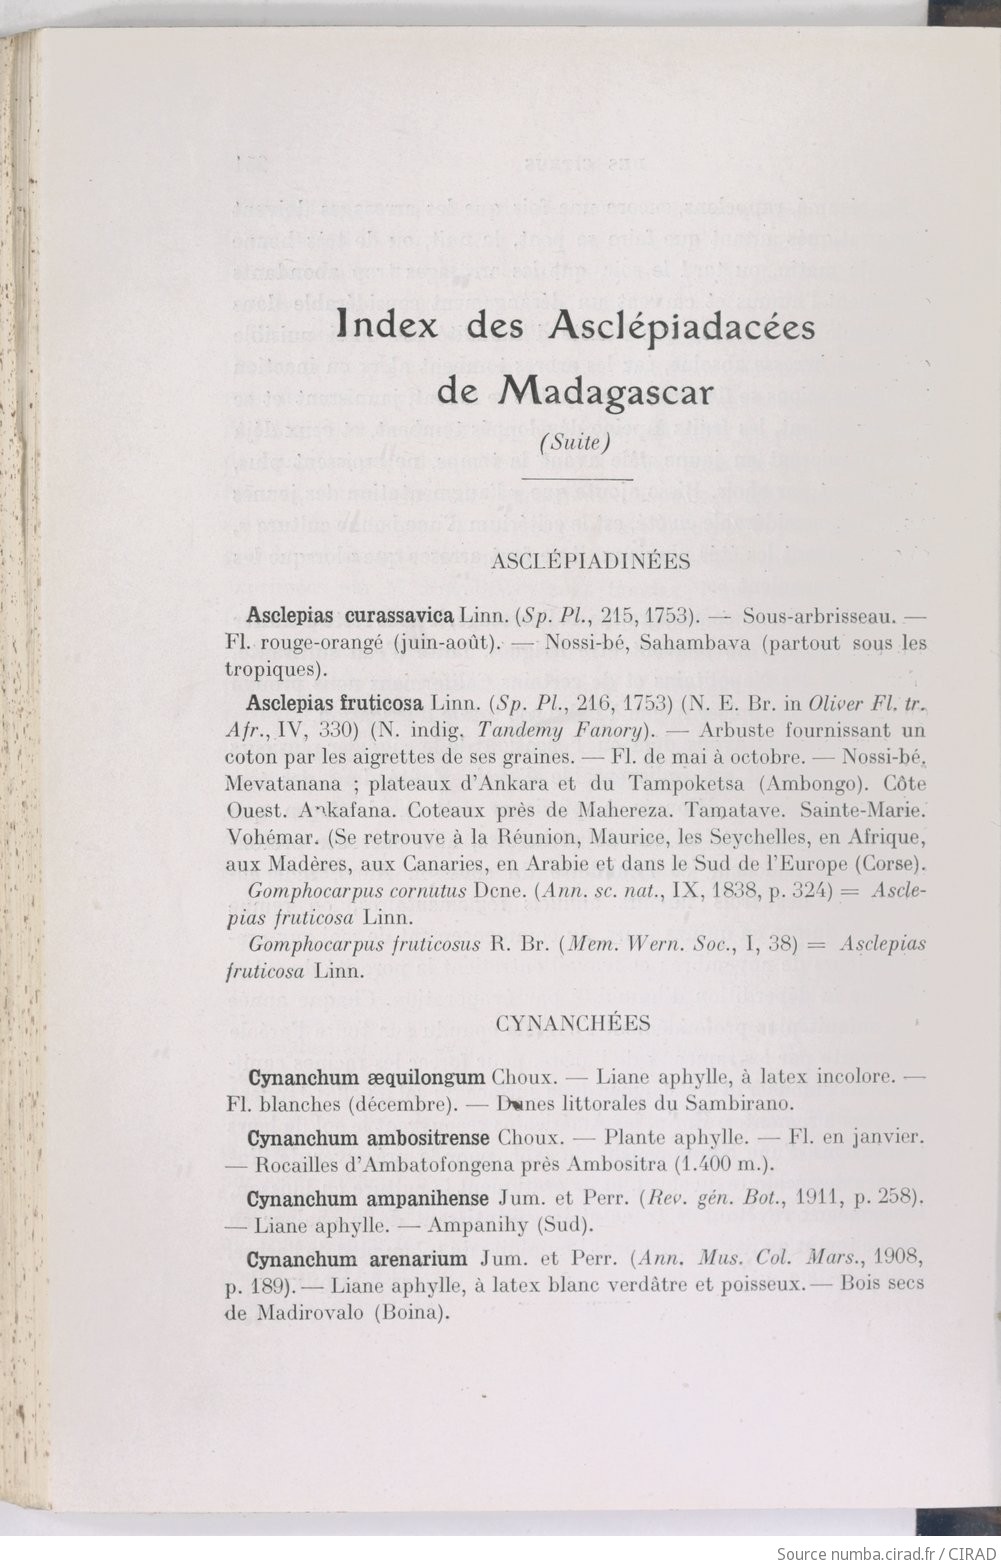 Index des Asclépiadacées
de Madagascar
(Suite)
ASCLÉPIADINÉES
Asclepias curassavica Linn. (Sp. Pl., 215, 1753). — Sous-arbrisseau. —
Fl. rouge-orangé (juin-août). — Nossi-bé, Sahambava (partout sous les
tropiques).
Asclepias fruticosa Linn. (Sp. Pl., 216, 1753) (N. E. Br. in Oliver Fl. tr.
Afr., IV, 330) (N. indig. Tandemy Fanory). — Arbuste fournissant un
coton par les aigrettes de ses graines. — Fl. de mai à octobre. — Nossi-bé,
Mevatanana ; plateaux d'Ankara et du Tampoketsa (Ambongo). Côte
Ouest. Ankafana. Coteaux près de Mahereza. Tamatave. Sainte-Marie.
Vohémar. (Se retrouve à la Réunion, Maurice, les Seychelles, en Afrique,
aux Madères, aux Canaries, en Arabie et dans le Sud de l'Europe (Corse).
Gomphocarpus cornutus Dcne. (Ann. sc. nat., IX, 1838, p. 324) = Ascle-
pias fruticosa Linn.
Gomphocarpus fruticosus R. Br. (Mem. Wern. Soc., I, 38) = Asclepias
fruticosa Linn.
CYNANCHÉES
Cynanchum æquilongum Choux. — Liane aphylle, à latex incolore. —
Fl. blanches (décembre). — Dunes littorales du Sambirano.
Cynanchum ambositrense Choux. — Plante aphylle. — Fl. en janvier.
— Rocailles d'Ambatofongena près Ambositra (1.400 m.).
Cynanchum ampanihense Jum. et Perr. (Rev. gén. Bot., 1911, p. 258).
— Liane aphylle. — Ampanihy (Sud).
Cynanchum arenarium Jum. et Perr. (Ann. Mus. Col. Mars., 1908,
p. 189). — Liane aphylle, à latex blanc verdâtre et poisseux. — Bois secs
de Madirovalo (Boina).
Source numba.cirad.fr / CIRAD